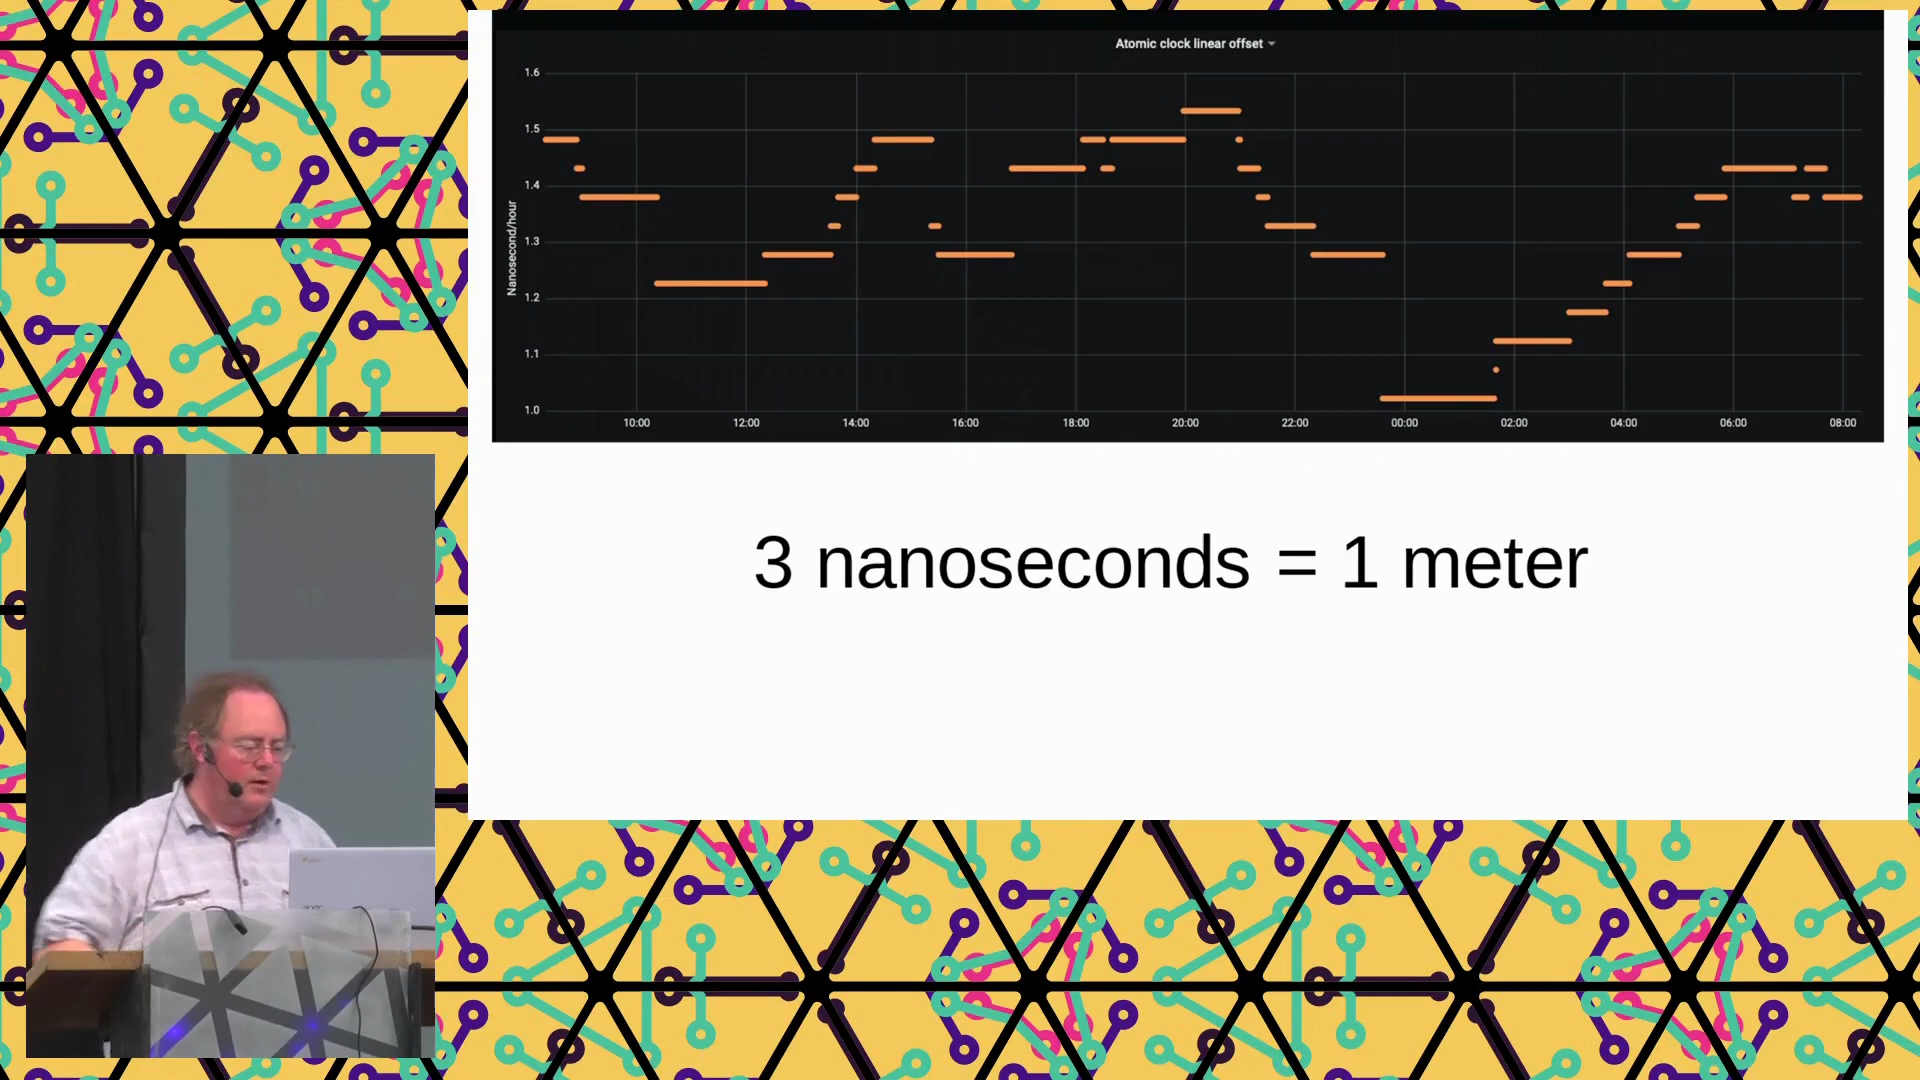 Atomic clock linear offset
Nanosecond/hour
1.6
1.5
1.4
1.3
1.2
1.1
1.0
10:00 12:00 14:00 16:00 18:00 20:00 22:00 00:00 02:00 04:00 06:00 08:00
3 nanoseconds = 1 meter